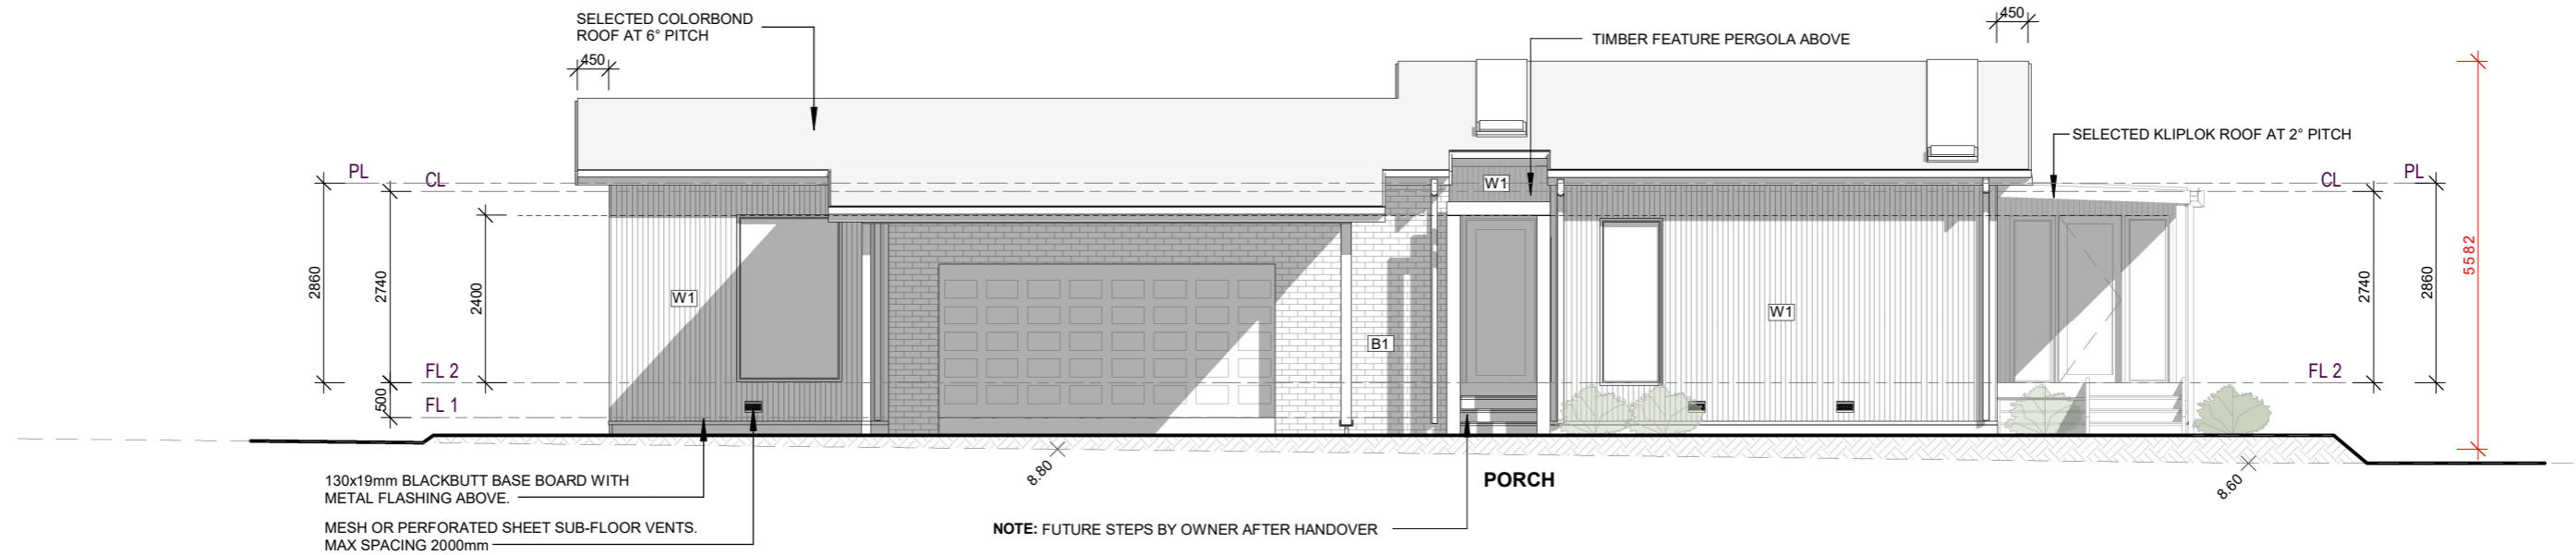 SELECTED COLORBOND
ROOF AT 6° PITCH
450
TIMBER FEATURE PERGOLA ABOVE
450
SELECTED KLIPLOK ROOF AT 2° PITCH
PL
CL
CL
PL
W1
2860
2740
2400
W1
W1
B1
2740
2860
5582
FL 2
500
FL 1
FL 2
130x19mm BLACKBUTT BASE BOARD WITH
METAL FLASHING ABOVE.
MESH OR PERFORATED SHEET SUB-FLOOR VENTS.
MAX SPACING 2000mm
8.80
PORCH
8.60
NOTE: FUTURE STEPS BY OWNER AFTER HANDOVER